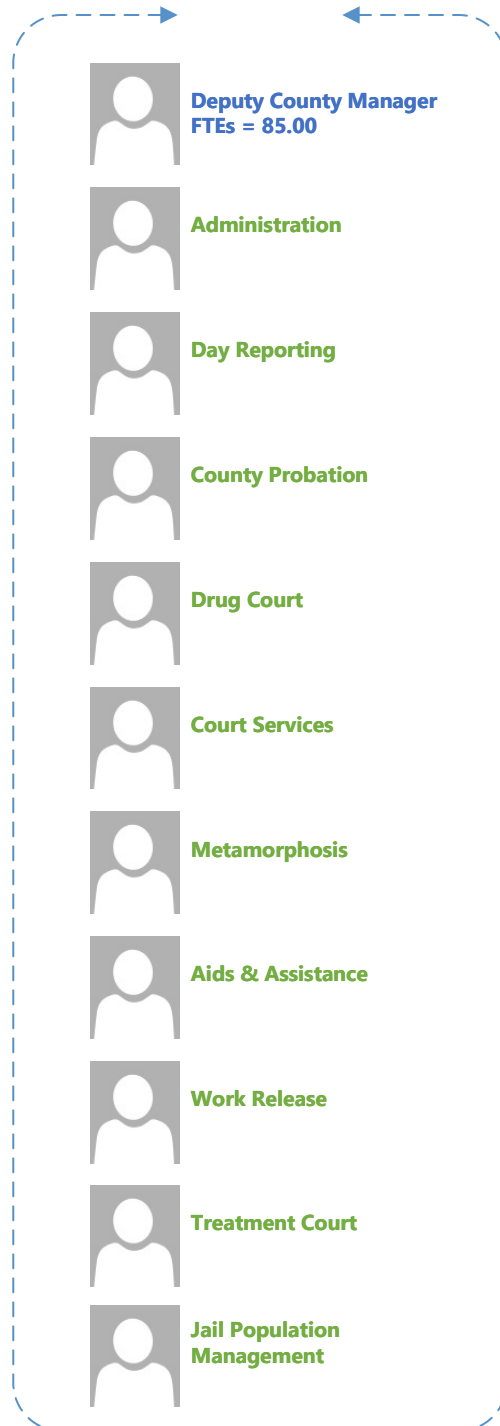 Deputy County Manager
FTEs = 85.00
Administration
Day Reporting
County Probation
Drug Court
Court Services
Metamorphosis
Aids & Assistance
Work Release
Treatment Court
Jail Population
Management